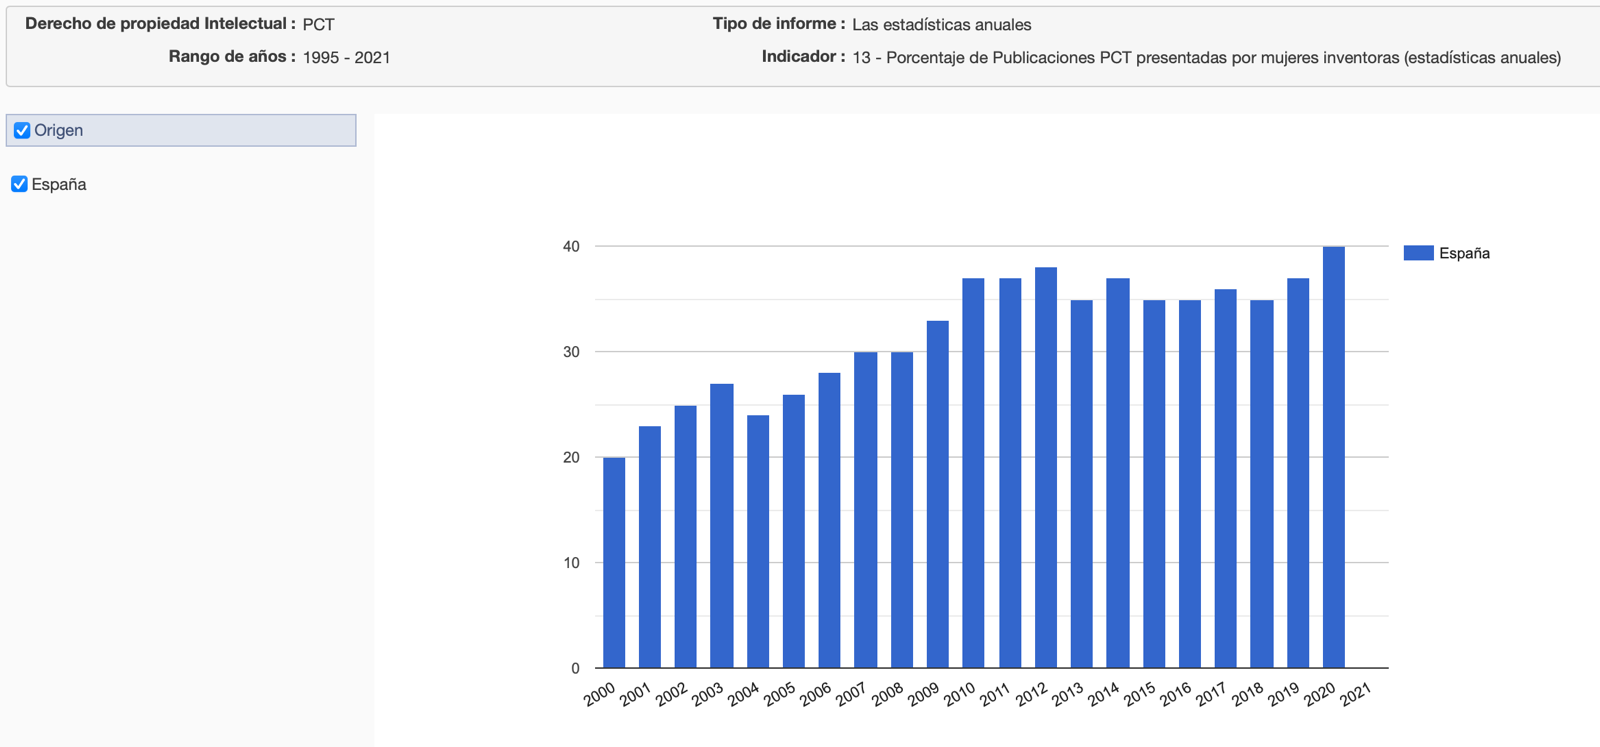 Derecho de propiedad Intelectual : PCT
Tipo de informe : Las estadísticas anuales
Rango de años : 1995 - 2021
Indicador : 13 - Porcentaje de Publicaciones PCT presentadas por mujeres inventoras (estadísticas anuales)
Origen
España
40
30
20
10
0
España
2000 2001 2002 2003 2004 2005 2006 2007 2008 2009 2010 2011 2012 2013 2014 2015 2016 2017 2018 2019 2020 2021